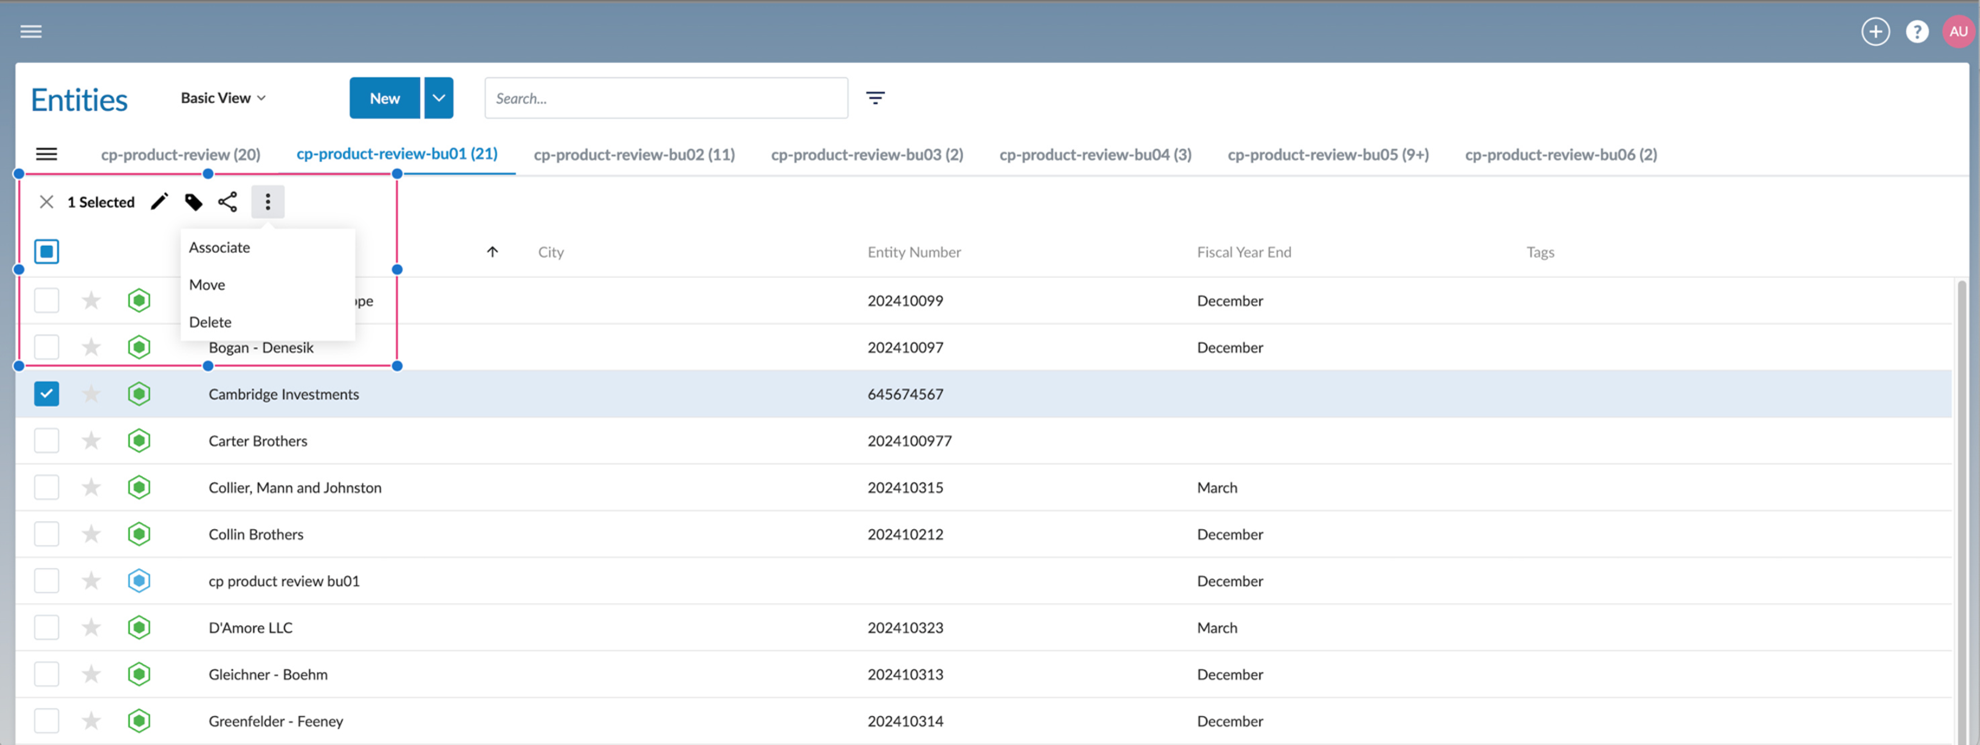 ? AU
Entities Basic View New Search...
cp-product-review (20) cp-product-review-bu01 (21) cp-product-review-bu02 (11) cp-product-review-bu03 (2) cp-product-review-bu04 (3) cp-product-review-bu05 (9+) cp-product-review-bu06 (2)
1 Selected
Associate
Move
Delete
City Entity Number Fiscal Year End Tags
ope 202410099 December
Bogan - Denesik 202410097 December
Cambridge Investments 645674567
Carter Brothers 2024100977
Collier, Mann and Johnston 202410315 March
Collin Brothers 202410212 December
cp product review bu01 December
D'Amore LLC 202410323 March
Gleichner - Boehm 202410313 December
Greenfelder - Feeney 202410314 December